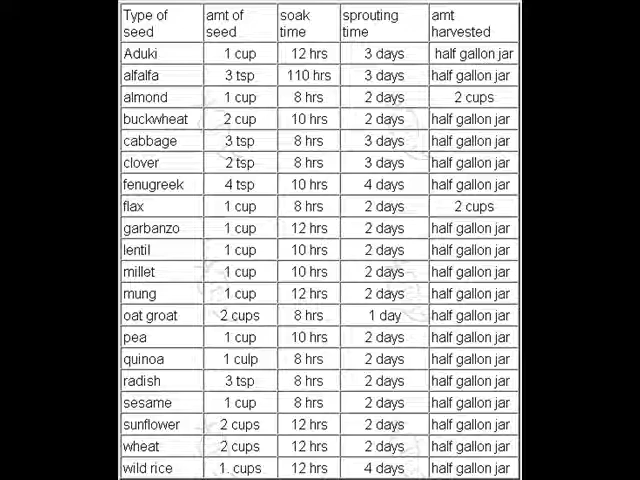 Type of seed amt of seed soak time sprouting time amt harvested
Aduki 1 cup 12 hrs 3 days half gallon jar
alfalfa 3 tsp 110 hrs 3 days half gallon jar
almond 1 cup 8 hrs 2 days 2 cups
buckwheat 2 cup 10 hrs 2 days half gallon jar
cabbage 3 tsp 8 hrs 3 days half gallon jar
clover 2 tsp 8 hrs 3 days half gallon jar
fenugreek 4 tsp 10 hrs 4 days half gallon jar
flax 1 cup 8 hrs 2 days 2 cups
garbanzo 1 cup 12 hrs 2 days half gallon jar
lentil 1 cup 10 hrs 2 days half gallon jar
millet 1 cup 10 hrs 2 days half gallon jar
mung 1 cup 12 hrs 2 days half gallon jar
oat groat 2 cups 8 hrs 1 day half gallon jar
pea 1 cup 10 hrs 2 days half gallon jar
quinoa 1 culp 8 hrs 2 days half gallon jar
radish 3 tsp 8 hrs 2 days half gallon jar
sesame 1 cup 8 hrs 2 days half gallon jar
sunflower 2 cups 12 hrs 2 days half gallon jar
wheat 2 cups 12 hrs 2 days half gallon jar
wild rice 1. cups 12 hrs 4 days half gallon jar